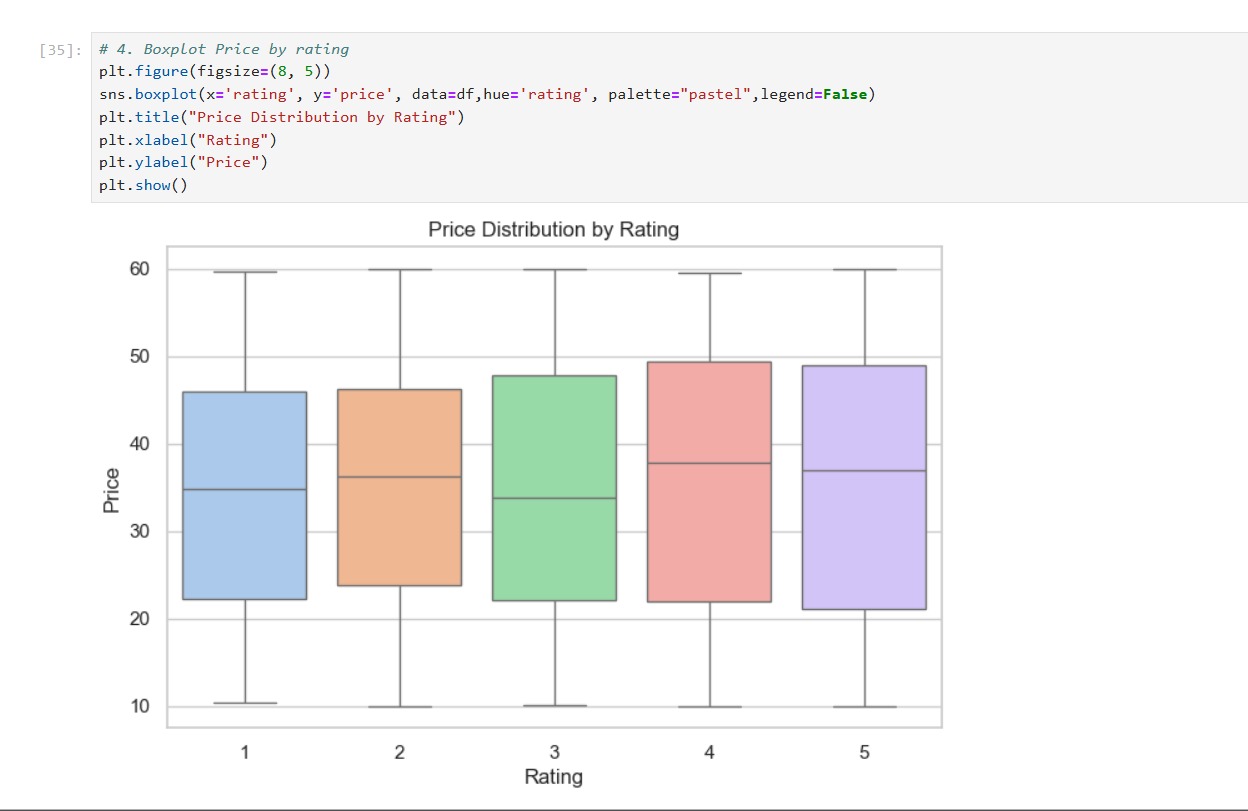 [35]:
# 4. Boxplot Price by rating
plt.figure(figsize=(8, 5))
sns.boxplot(x='rating', y='price', data=df,hue='rating', palette="pastel",legend=False)
plt.title("Price Distribution by Rating")
plt.xlabel("Rating")
plt.ylabel("Price")
plt.show()
Price Distribution by Rating
60
50
40
30
20
10
Price
1 2 3 4 5
Rating